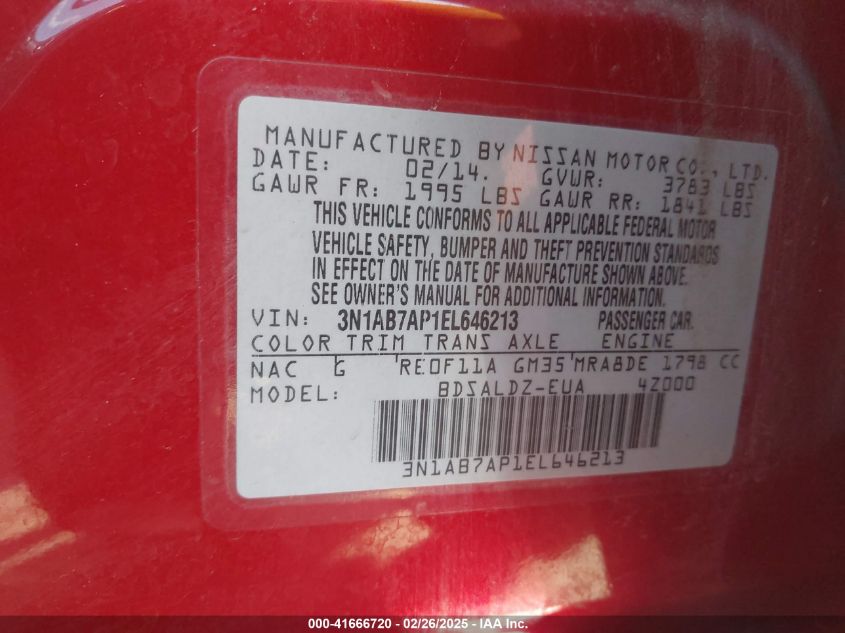 MANUFACTURED BY NISSAN MOTOR CO., LTD.
DATE: 02/14. GVWR: 3783 LBS
GAWR FR: 1995 LBS GAWR RR: 1841 LBS
THIS VEHICLE CONFORMS TO ALL APPLICABLE FEDERAL MOTOR
VEHICLE SAFETY, BUMPER AND THEFT PREVENTION STANDARDS
IN EFFECT ON THE DATE OF MANUFACTURE SHOWN ABOVE.
SEE OWNER'S MANUAL FOR ADDITIONAL INFORMATION.
VIN: 3N1AB7AP1EL646213 PASSENGER CAR.
COLOR TRIM TRANS AXLE ENGINE
NAC G RE0F11A GM35 MRA8DE 1798 CC
MODEL: BDSALDZ-EUA 4Z000
3N1AB7AP1EL646213
000-41666720 - 02/26/2025 - IAA Inc.